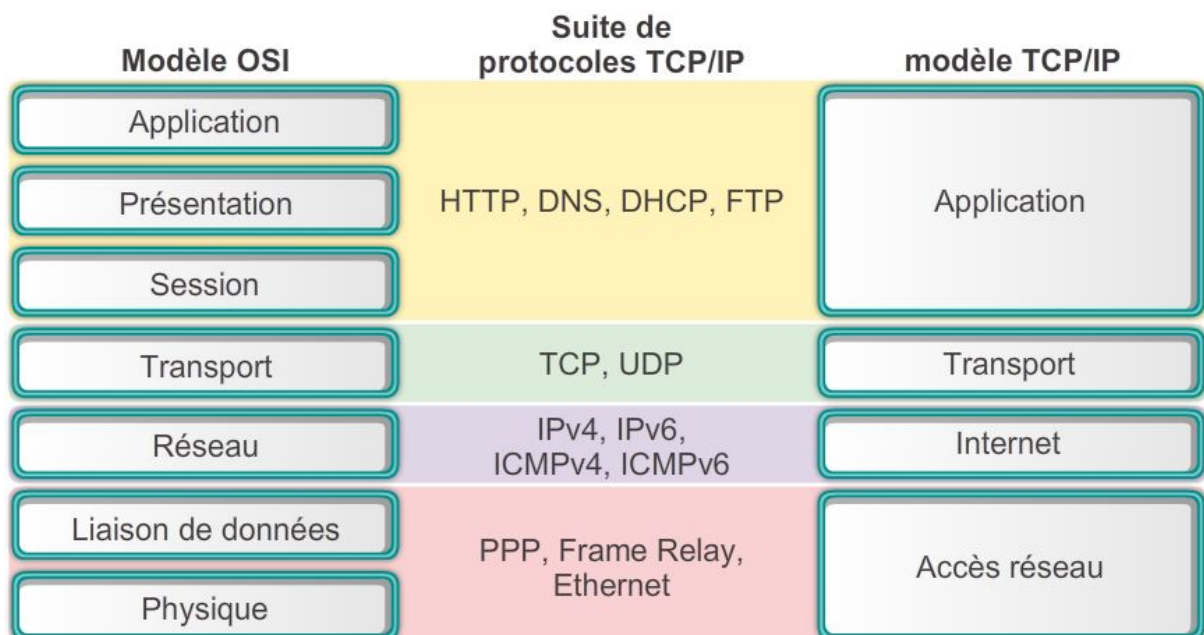 Modèle OSI
Suite de
protocoles TCP/IP
modèle TCP/IP
Application
Présentation
Session
HTTP, DNS, DHCP, FTP
Application
Transport
TCP, UDP
Transport
Réseau
IPv4, IPv6,
ICMPv4, ICMPv6
Internet
Liaison de données
Physique
PPP, Frame Relay,
Ethernet
Accès réseau